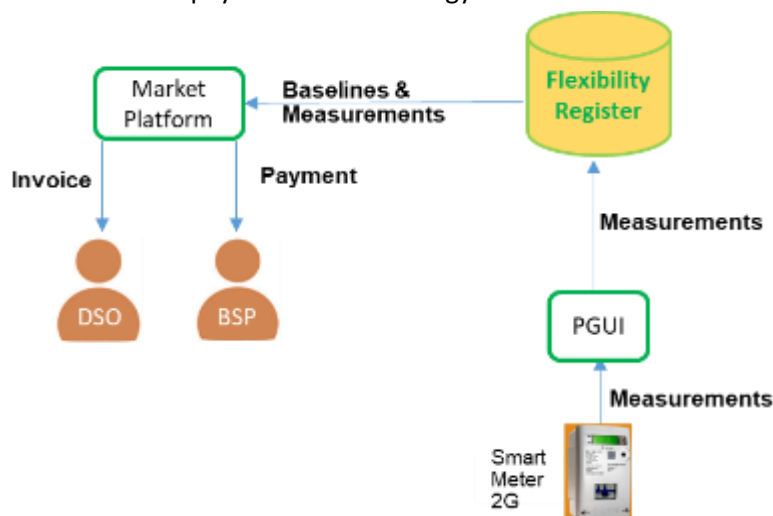 Market
Platform
Baselines &
Measurements
Flexibility
Register
Invoice
Payment
Measurements
DSO
BSP
PGUI
Measurements
Smart
Meter
2G